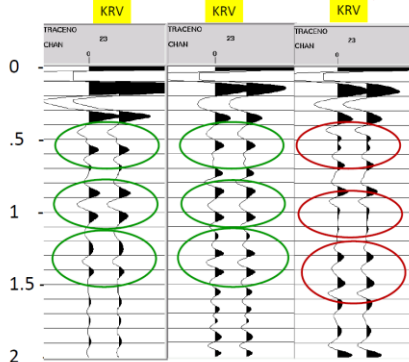 KRV KRV KRV
TRACENO 23
CHAN 0
TRACENO 23
CHAN 0
TRACENO 23
CHAN 0
0
.5
1
1.5
2